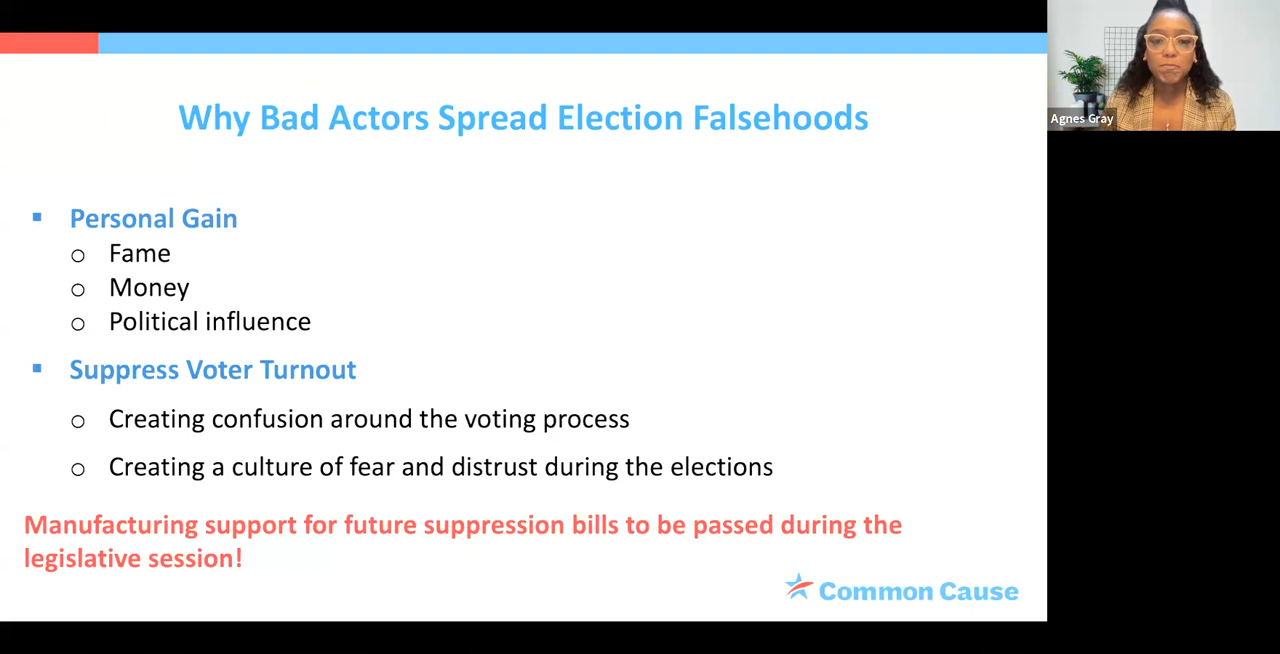 Why Bad Actors Spread Election Falsehoods
Agnes Gray
▪ Personal Gain
o Fame
o Money
o Political influence
▪ Suppress Voter Turnout
o Creating confusion around the voting process
o Creating a culture of fear and distrust during the elections
Manufacturing support for future suppression bills to be passed during the
legislative session!
Common Cause